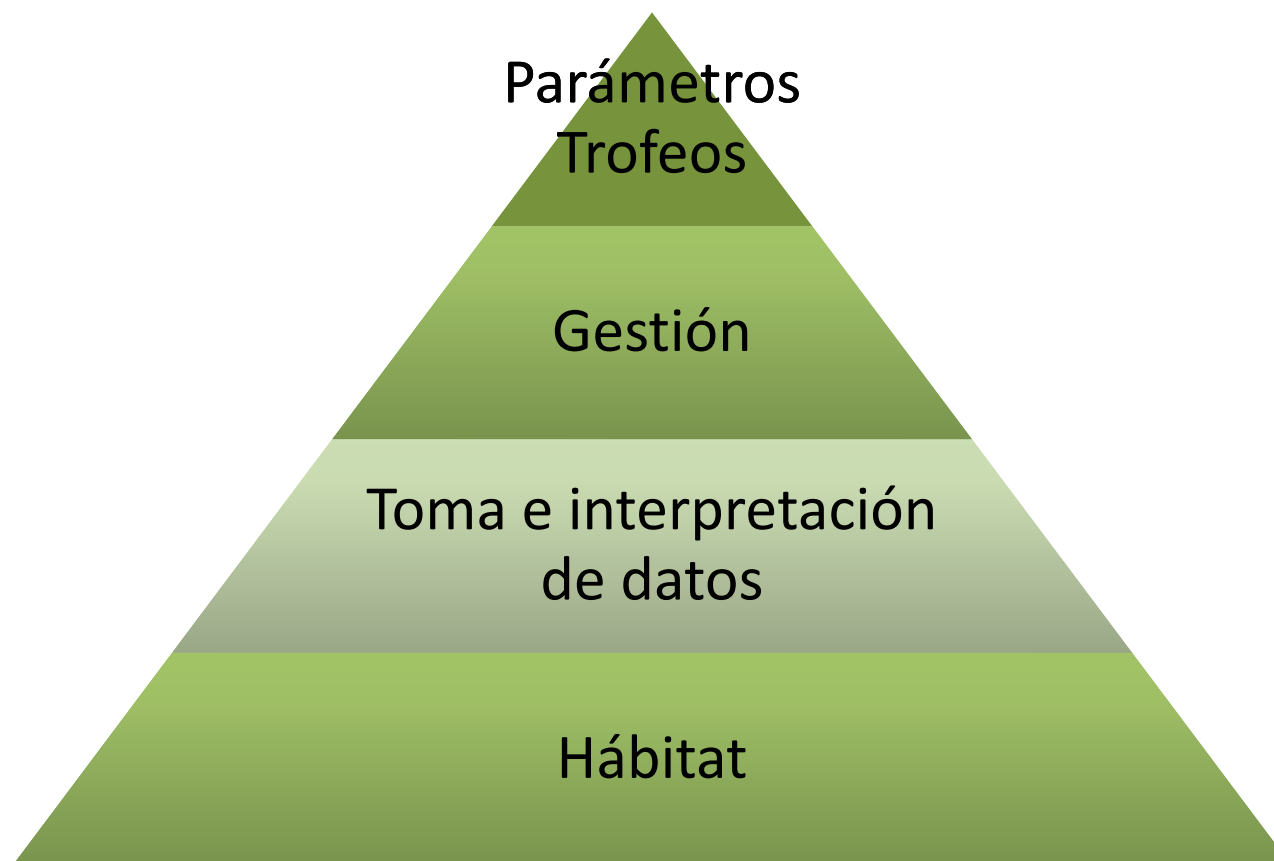 Parámetros
Trofeos
Gestión
Toma e interpretación
de datos
Hábitat